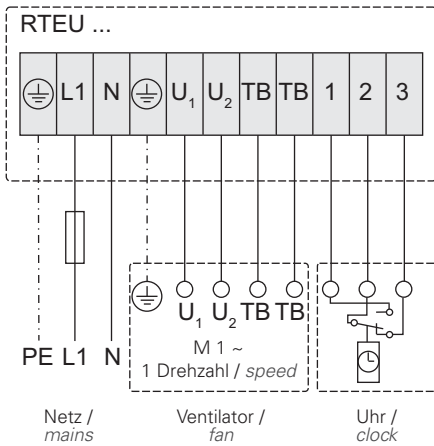 RTEU ...
L1 N U₁ U₂ TB TB 1 2 3
U₁ U₂ TB TB
M 1 ~
PE L1 N 1 Drehzahl / speed
Netz / Ventilator / Uhr /
mains fan clock